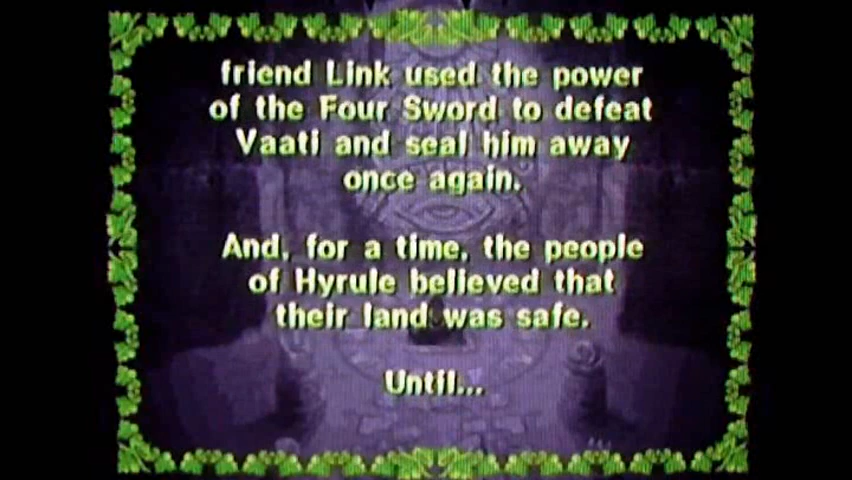 friend Link used the power
of the Four Sword to defeat
Vaati and seal him away
once again.
And, for a time, the people
of Hyrule believed that
their land was safe.
Until...